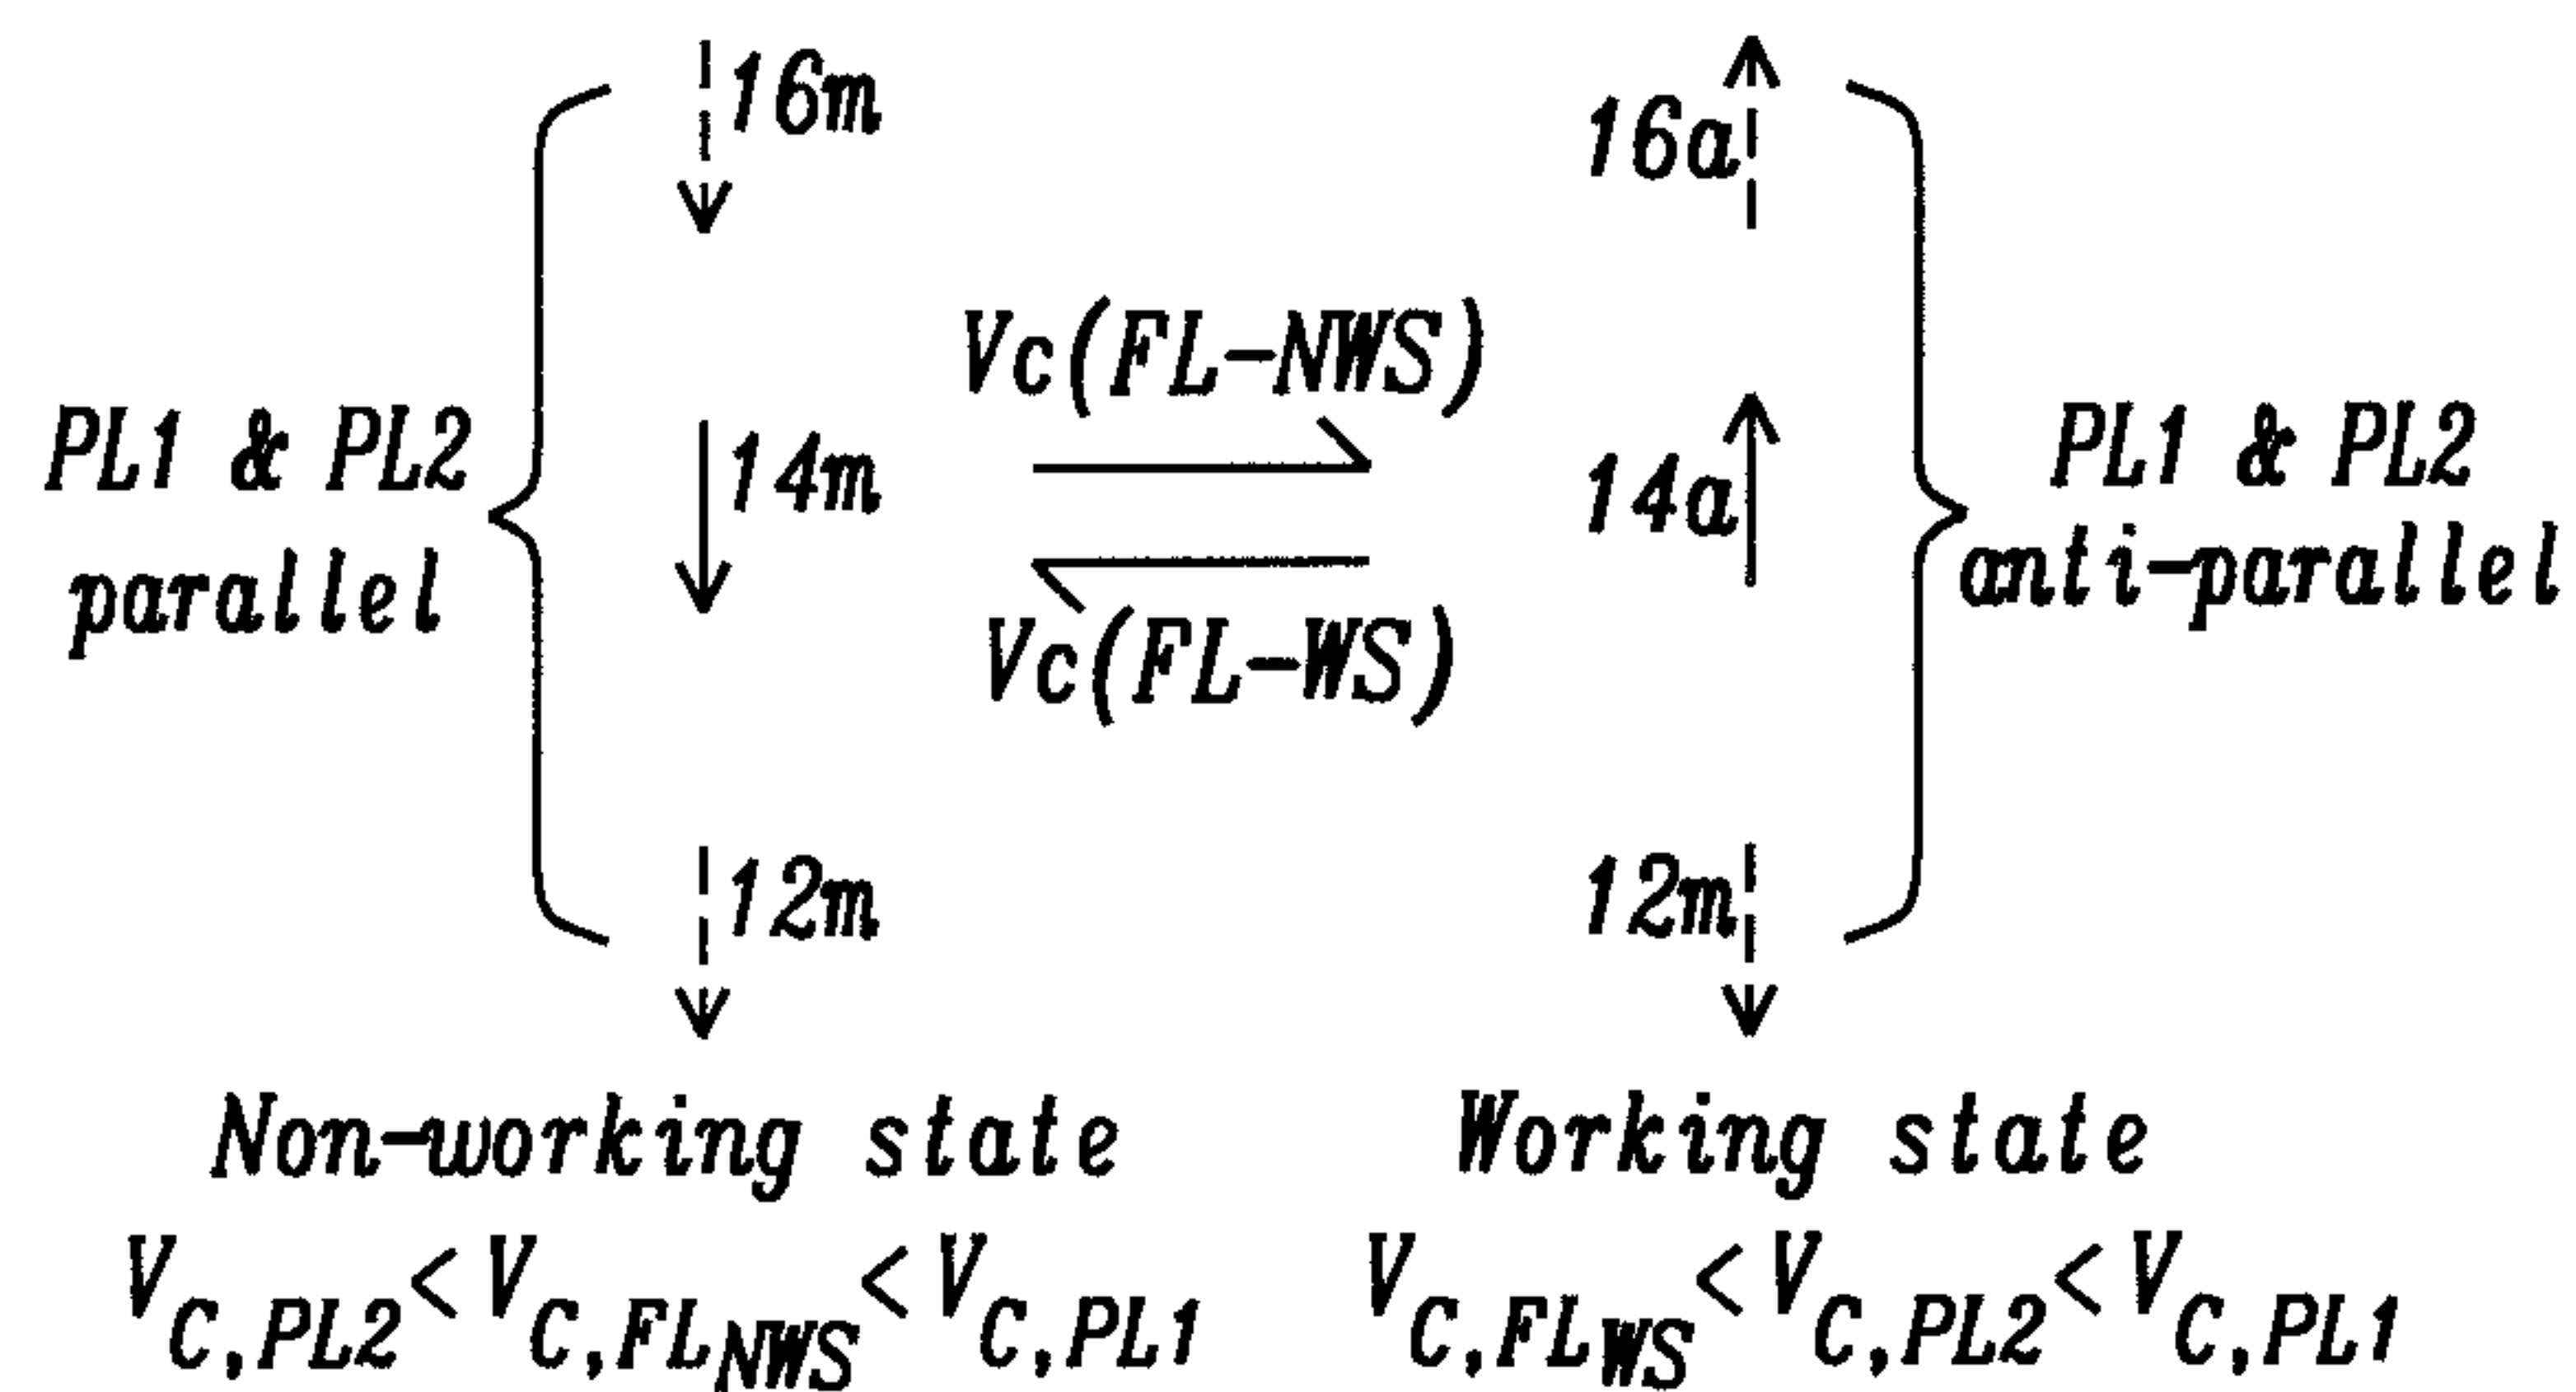 16m
16a
Vc(FL-NWS)
PL1 & PL2
parallel
14m
14a
PL1 & PL2
anti-parallel
Vc(FL-WS)
12m
12m
Non-working state
Working state
V_{C,PL2}<V_{C,FL_{NWS}}<V_{C,PL1}
V_{C,FL_{WS}}<V_{C,PL2}<V_{C,PL1}